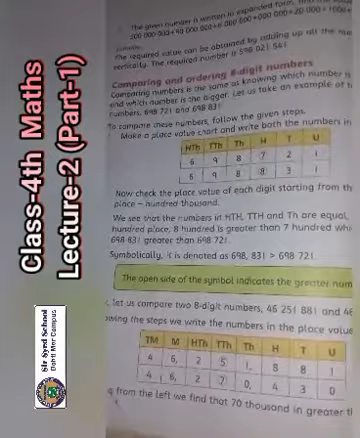 Class-4th Maths
Lecture-2 (Part-1)
Sir Syed School
The given number is written in expanded form,
The required value can be obtained by adding up all the
vertically. The required number is 598 021 561
Comparing and ordering 8-digit numbers
Comparing numbers is the same as knowing which number is
and which number is the bigger. Let us take an example of
numbers, 698 721 and 698 831
To compare these numbers, follow the given steps.
Make a place value chart and write both the numbers in
HTh TTh Th H T U
6 9 8 7 2 1
6 9 8 8 3 1
Now check the place value of each digit starting from th
place – hundred thousand.
We see that the numbers in HTH, TTH and Th are equal,
hundred place, 8 hundred is greater than 7 hundred whi
698 831 greater than 698 721.
Symbolically, it is denoted as 698, 831 > 698 721.
The open side of the symbol indicates the greater num
let us compare two 8-digit numbers, 46 251 881 and 46
owing the steps we write the numbers in the place value
TM M HTh TTh Th H T U
4 6, 2 5 1, 8 8 1
4 6, 2 7 0, 4 3 0
from the left we find that 70 thousand in greater t